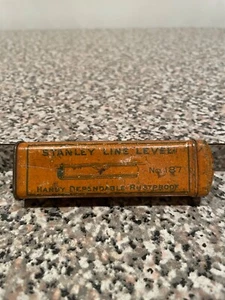 STANLEY LINE LEVEL
No. 187
HANDY DEPENDABLE-RUSTPROOF